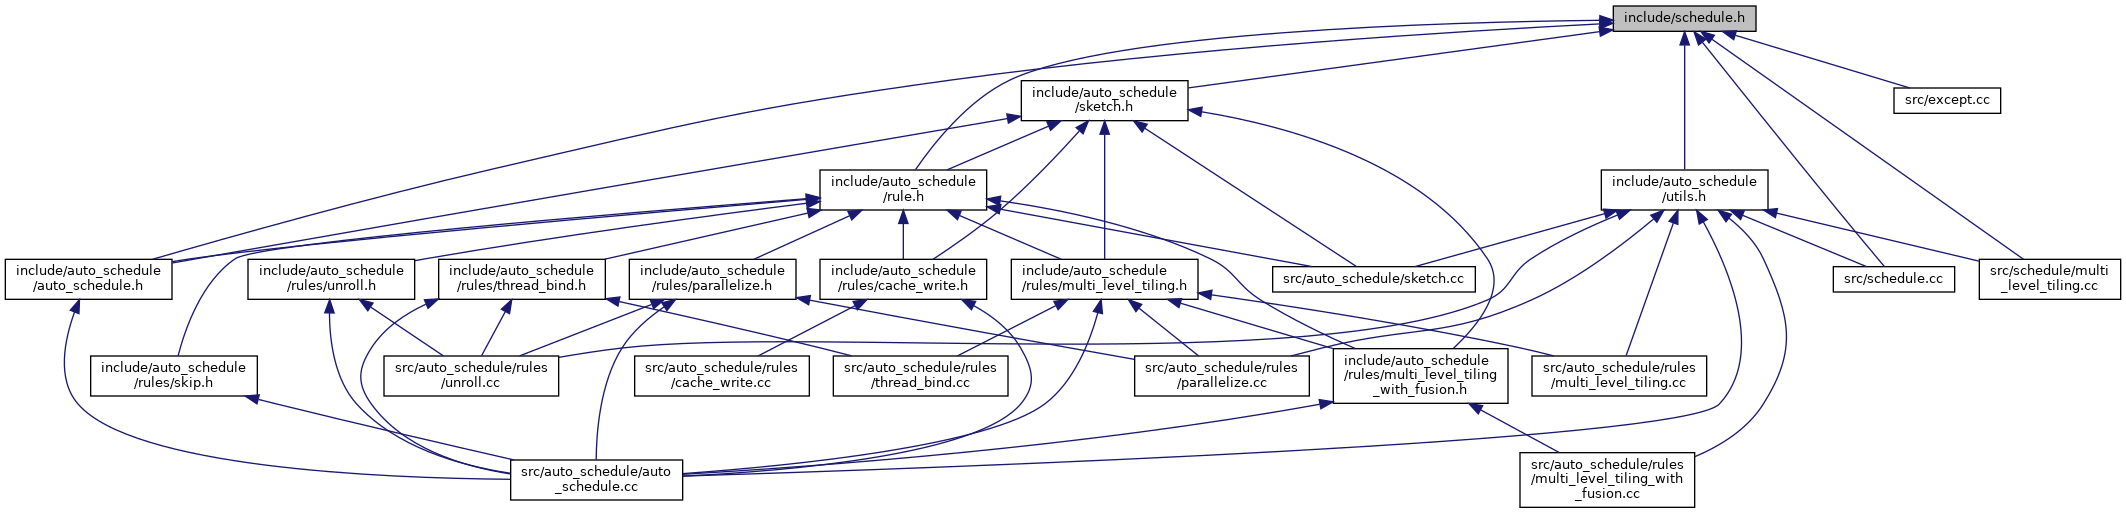 include/schedule.h
include/auto_schedule
/sketch.h
src/except.cc
include/auto_schedule
/rule.h
include/auto_schedule
/utils.h
include/auto_schedule
/auto_schedule.h
include/auto_schedule
/rules/unroll.h
include/auto_schedule
/rules/thread_bind.h
include/auto_schedule
/rules/parallelize.h
include/auto_schedule
/rules/cache_write.h
include/auto_schedule
/rules/multi_level_tiling.h
src/auto_schedule/sketch.cc
src/schedule.cc
src/schedule/multi
_level_tiling.cc
include/auto_schedule
/rules/skip.h
src/auto_schedule/rules
/unroll.cc
src/auto_schedule/rules
/cache_write.cc
src/auto_schedule/rules
/thread_bind.cc
src/auto_schedule/rules
/parallelize.cc
include/auto_schedule
/rules/multi_level_tiling
_with_fusion.h
src/auto_schedule/rules
/multi_level_tiling.cc
src/auto_schedule/auto
_schedule.cc
src/auto_schedule/rules
/multi_level_tiling_with
_fusion.cc